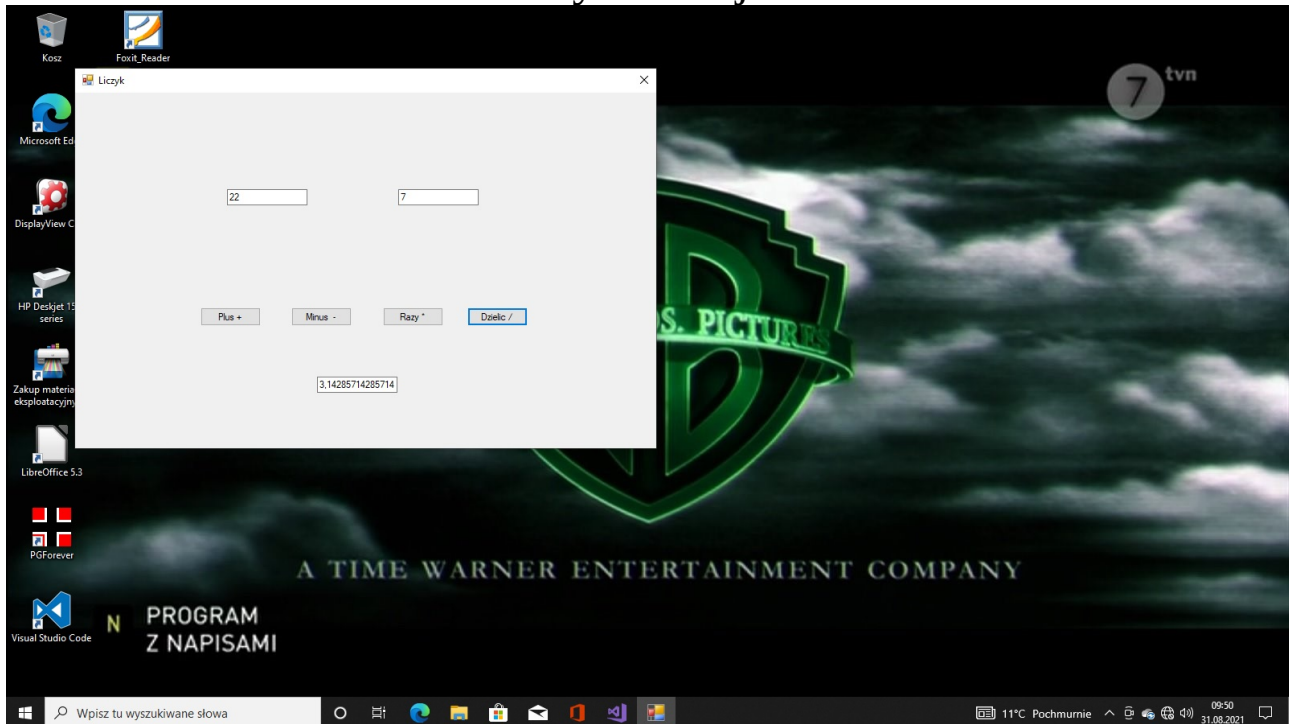 Kosz
Foxit_Reader
Liczyk
tvn
7
Microsoft Ed
22
7
DisplayView C
HP Deskjet 15
series
Plus +
Minus -
Razy *
Dzielic /
S. PICTURES
3,14285714285714
Zakup materia
eksploatacyjny
LibreOffice 5.3
PGForever
A TIME WARNER ENTERTAINMENT COMPANY
Visual Studio Code
N PROGRAM
Z NAPISAMI
Wpisz tu wyszukiwane słowa
11°C Pochmurnie
09:50
31.08.2021